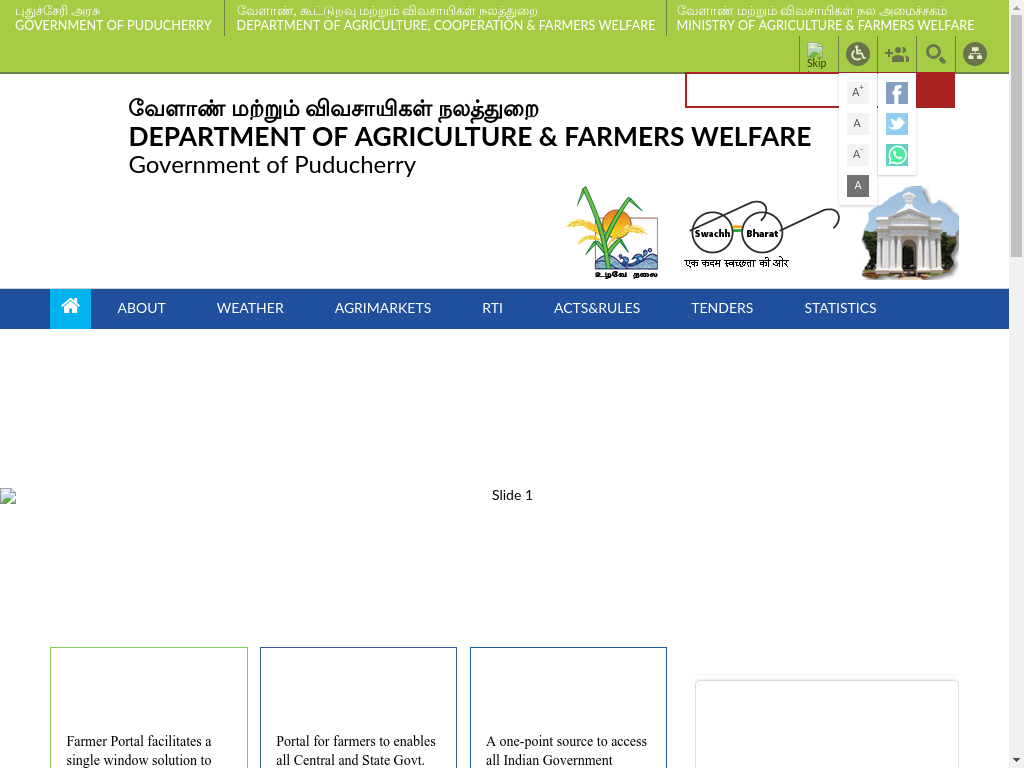 புதுச்சேரி அரசு
GOVERNMENT OF PUDUCHERRY
வேளாண், கூட்டுறவு மற்றும் விவசாயிகள் நலத்துறை
DEPARTMENT OF AGRICULTURE, COOPERATION & FARMERS WELFARE
வேளாண் மற்றும் விவசாயிகள் நல அமைச்சகம்
MINISTRY OF AGRICULTURE & FARMERS WELFARE
Skip
A+
A
A-
A
வேளாண் மற்றும் விவசாயிகள் நலத்துறை
DEPARTMENT OF AGRICULTURE & FARMERS WELFARE
Government of Puducherry
உழவே தலை
Swachh Bharat
एक कदम स्वच्छता की ओर
ABOUT WEATHER AGRIMARKETS RTI ACTS&RULES TENDERS STATISTICS
Slide 1
Farmer Portal facilitates a
single window solution to
Portal for farmers to enables
all Central and State Govt.
A one-point source to access
all Indian Government